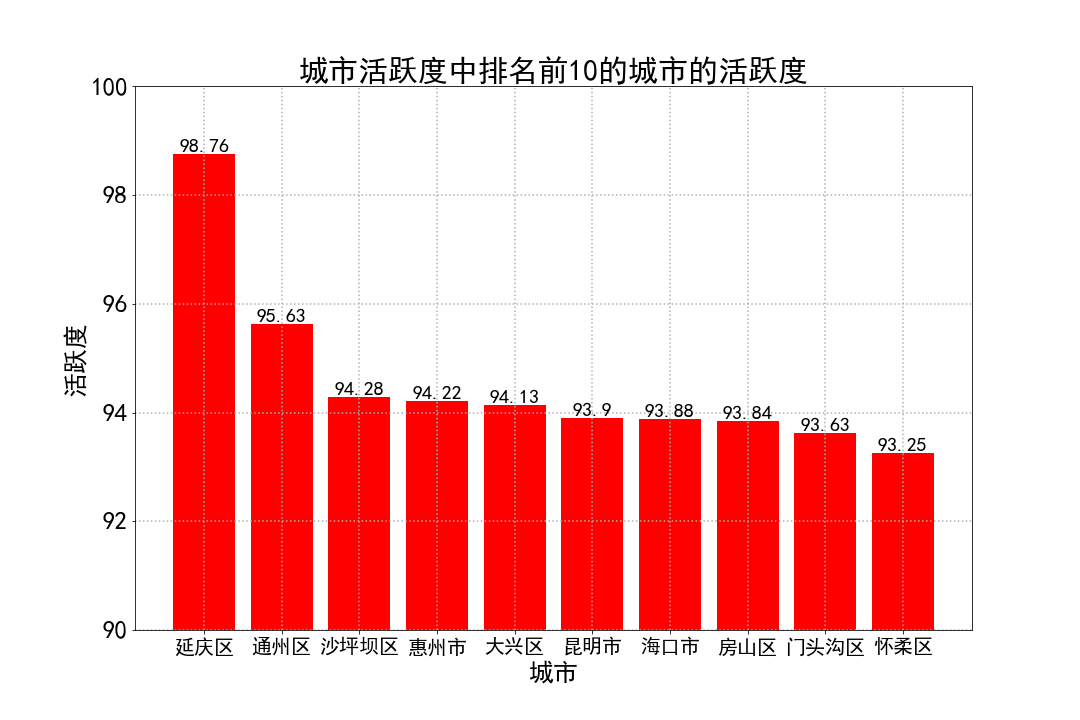 城市活跃度中排名前10的城市的活跃度
活跃度
100
98
96
94
92
90
98.76
95.63
94.28
94.22
94.13
93.9
93.88
93.84
93.63
93.25
延庆区
通州区
沙坪坝区
惠州市
大兴区
昆明市
海口市
房山区
门头沟区
怀柔区
城市